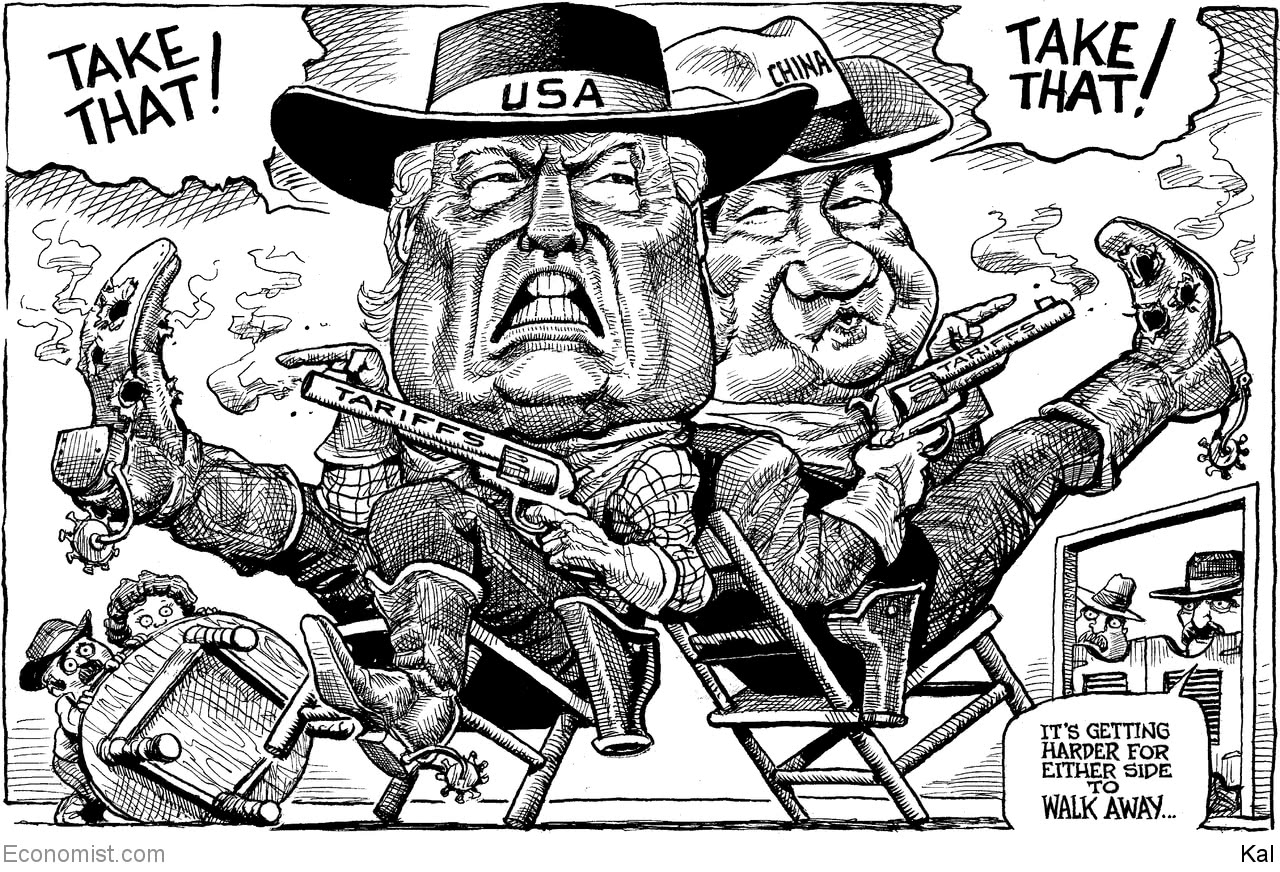 TAKE
THAT!
TAKE
THAT!
USA
CHINA
TARIFFS
TARIFFS
IT'S GETTING
HARDER FOR
EITHER SIDE
TO
WALK AWAY...
Economist.com
Kal